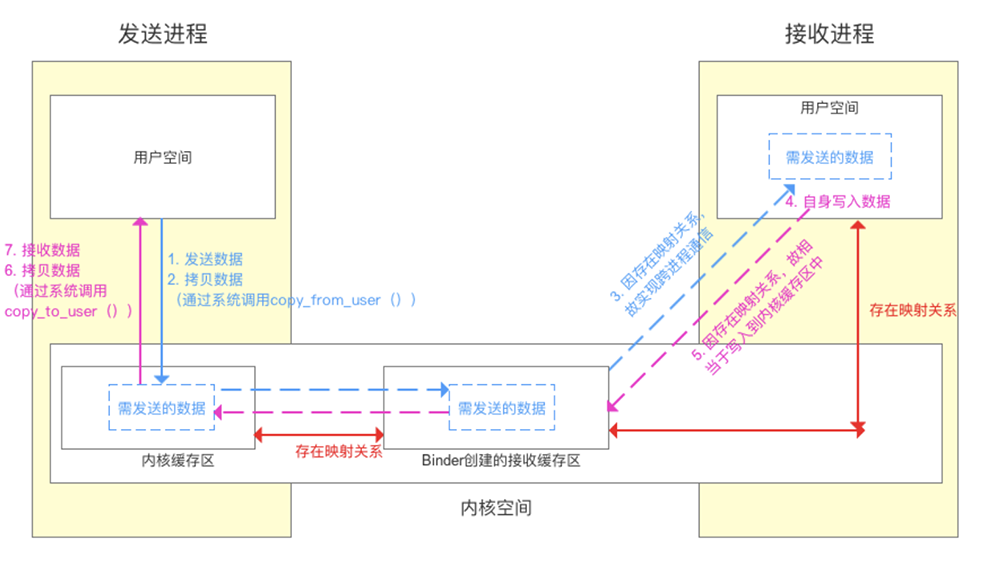 发送进程
接收进程
用户空间
用户空间
需发送的数据
4. 自身写入数据
7. 接收数据
6. 拷贝数据
（通过系统调用
copy_to_user（））
1. 发送数据
2. 拷贝数据
（通过系统调用copy_from_user（））
3. 因存在映射关系，
故实现跨进程通信
5. 因存在映射关系，故相
当于写入到内核缓存区中
存在映射关系
需发送的数据
需发送的数据
存在映射关系
内核缓存区
Binder创建的接收缓存区
内核空间